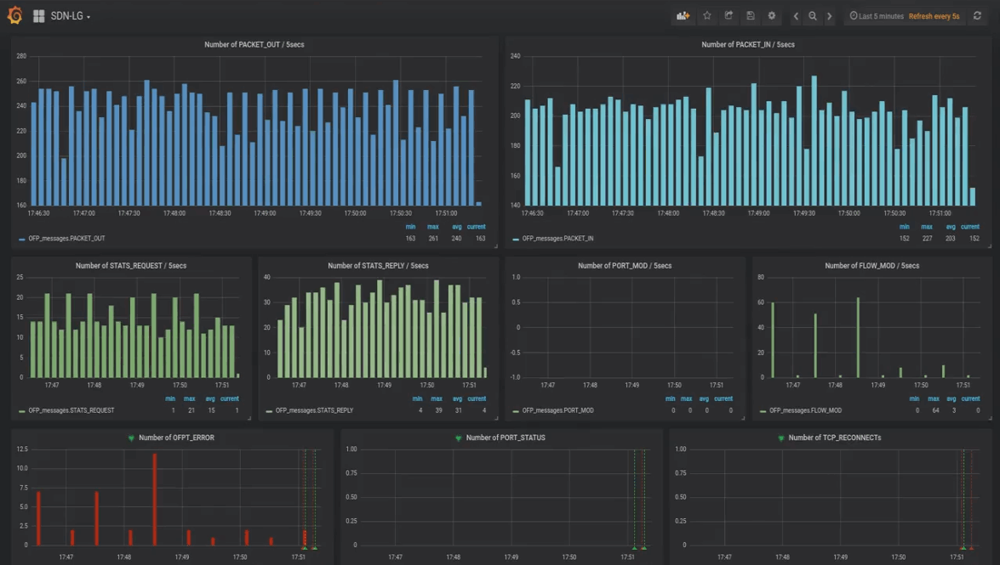 SDN-LG
Last 5 minutes Refresh every 5s
Number of PACKET_OUT / 5secs
280
260
240
220
200
180
160
17:46:30 17:47:00 17:47:30 17:48:00 17:48:30 17:49:00 17:49:30 17:50:00 17:50:30 17:51:00
min max avg current
OFP_messages.PACKET_OUT 163 261 240 163
Number of PACKET_IN / 5secs
240
220
200
180
160
140
17:46:30 17:47:00 17:47:30 17:48:00 17:48:30 17:49:00 17:49:30 17:50:00 17:50:30 17:51:00
min max avg current
OFP_messages.PACKET_IN 152 227 203 152
Number of STATS_REQUEST / 5secs
25
20
15
10
5
0
17:47 17:48 17:49 17:50 17:51
min max avg current
OFP_messages.STATS_REQUEST 1 21 15 1
Number of STATS_REPLY / 5secs
40
30
20
10
0
17:47 17:48 17:49 17:50 17:51
min max avg current
OFP_messages.STATS_REPLY 4 39 31 4
Number of PORT_MOD / 5secs
1.0
0.5
0
-0.5
-1.0
17:47 17:48 17:49 17:50 17:51
min max avg current
OFP_messages.PORT_MOD 0 0 0 0
Number of FLOW_MOD / 5secs
80
60
40
20
0
17:47 17:48 17:49 17:50 17:51
min max avg current
OFP_messages.FLOW_MOD 0 64 3 0
Number of OFPT_ERROR
12.5
10.0
7.5
5.0
2.5
0
17:47 17:48 17:49 17:50 17:51
Number of PORT_STATUS
1.00
0.75
0.50
0.25
0
17:47 17:48 17:49 17:50 17:51
Number of TCP_RECONNECTs
1.00
0.75
0.50
0.25
0
17:47 17:48 17:49 17:50 17:51